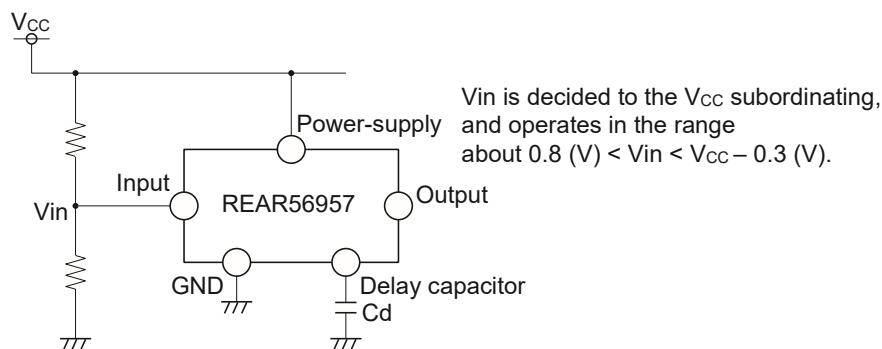 VCC
Vin is decided to the VCC subordinating,
and operates in the range
about 0.8 (V) < Vin < VCC – 0.3 (V).
Power-supply
Input
REAR56957
Output
Vin
GND
Delay capacitor
Cd